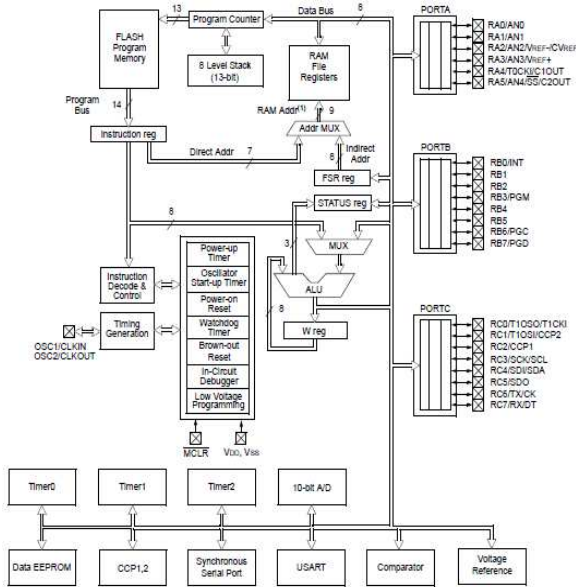 Data Bus
13
8
PORTA
Program Counter
FLASH
Program
Memory
8 Level Stack
(13-bit)
RAM
File
Registers
RA0/AN0
RA1/AN1
RA2/AN2/VREF-/CVREF
RA3/AN3/VREF+
RA4/T0CKI/C1OUT
RA5/AN4/SS/C2OUT
Program
Bus
14
RAM Addr(1)
9
Instruction reg
Addr MUX
Direct Addr
7
8
Indirect
Addr
FSR reg
STATUS reg
PORTB
RB0/INT
RB1
RB2
RB3/PGM
RB4
RB5
RB6/PGC
RB7/PGD
8
3
MUX
ALU
8
W reg
Power-up
Timer
Oscillator
Start-up Timer
Power-on
Reset
Watchdog
Timer
Brown-out
Reset
In-Circuit
Debugger
Low Voltage
Programming
Instruction
Decode &
Control
Timing
Generation
OSC1/CLKIN
OSC2/CLKOUT
MCLR
VDD, VSS
PORTC
RC0/T1OSO/T1CKI
RC1/T1OSI/CCP2
RC2/CCP1
RC3/SCK/SCL
RC4/SDI/SDA
RC5/SDO
RC6/TX/CK
RC7/RX/DT
Timer0
Timer1
Timer2
10-bit A/D
Data EEPROM
CCP1,2
Synchronous
Serial Port
USART
Comparator
Voltage
Reference